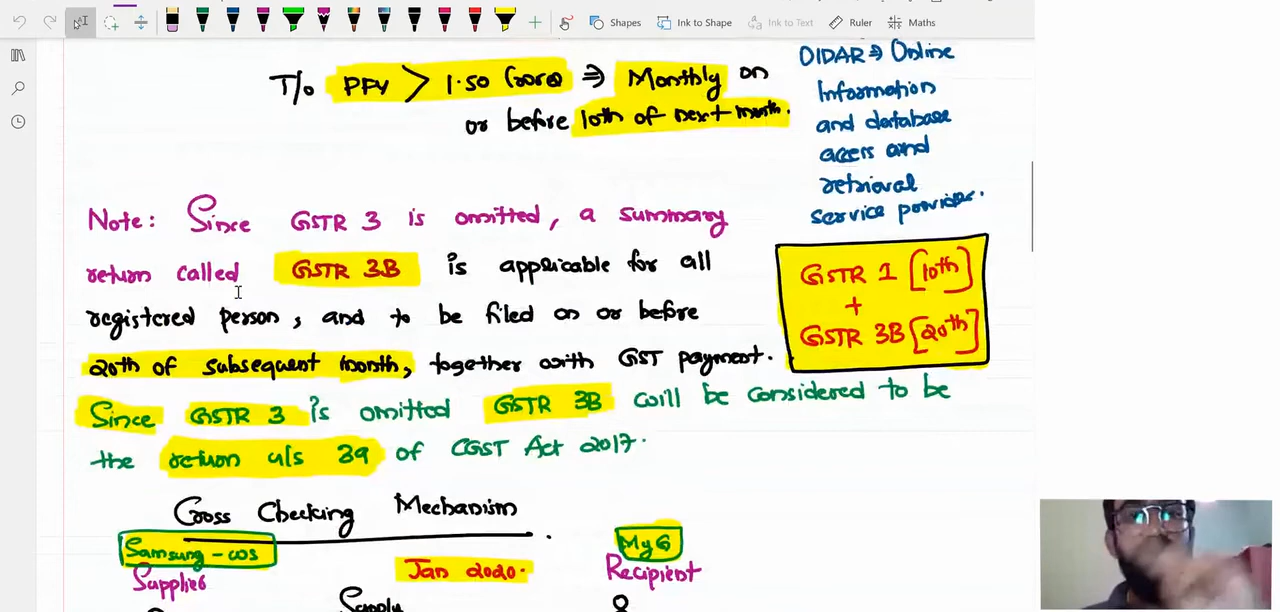 Shapes
Ink to Shape
Ink to Text
Ruler
Maths
T/o PFY > 1.50 Crore ⇒ Monthly on
or before 10th of next month.
OIDAR ⇒ Online
Information
and database
access and
retrieval
service provider.
Note: Since GSTR 3 is omitted, a summary
return called GSTR 3B is applicable for all
registered person, and to be filed on or before
20th of subsequent month, together with GST payment.
GSTR 1 [10th]
+
GSTR 3B [20th]
Since GSTR 3 is omitted GSTR 3B will be considered to be
the return u/s 39 of CGST Act 2017.
Cross Checking Mechanism
Samsung - cos
My G
Supplier
Jan 2020.
Recipient
Supply